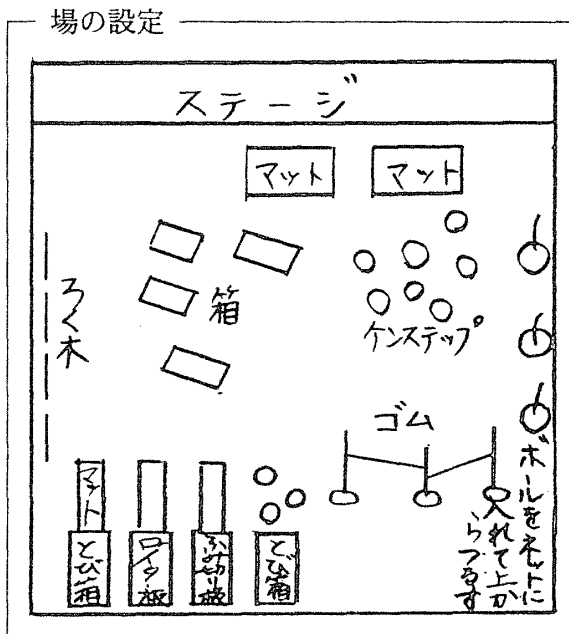 場の設定
ステージ
マット
マット
ろく木
箱
ケンステップ
ゴム
ボールをネットに
入れて上か
らつるす
マット
とび箱
ロイタ板
ふみ切り板
とび箱